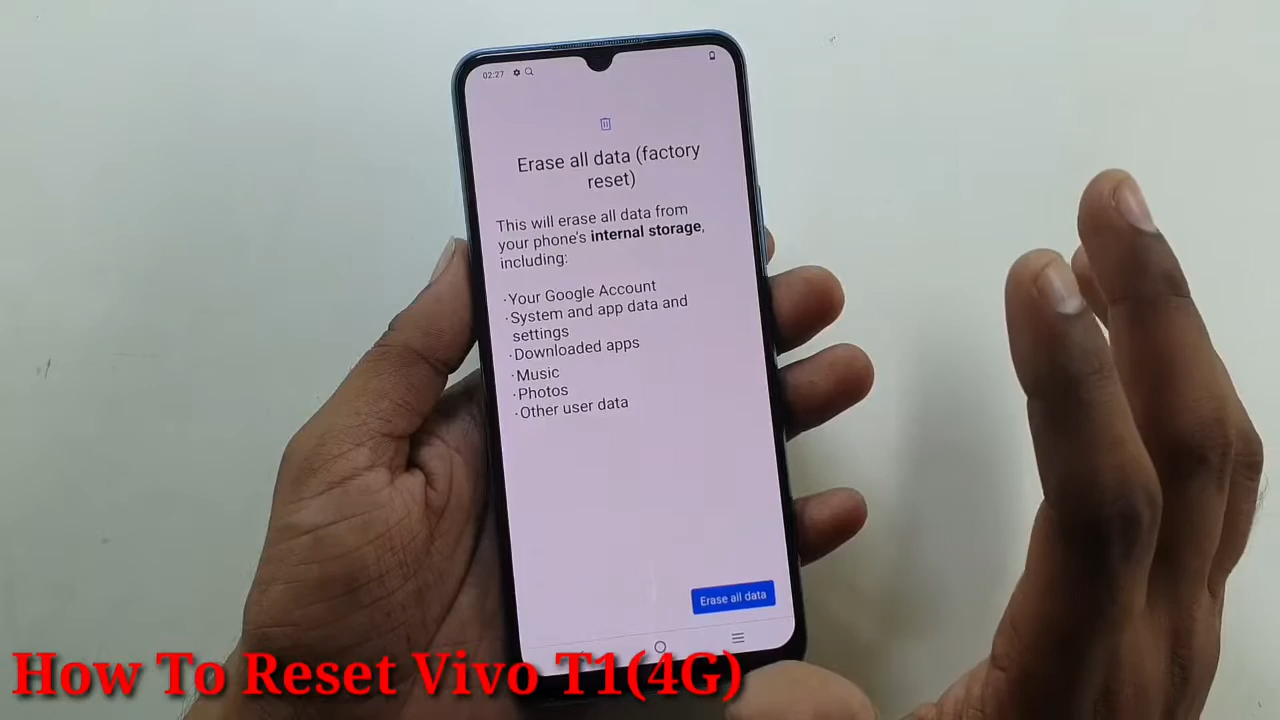 02:27
Erase all data (factory
reset)
This will erase all data from
your phone's internal storage,
including:
·Your Google Account
·System and app data and
settings
·Downloaded apps
·Music
·Photos
·Other user data
Erase all data
How To Reset Vivo T1(4G)